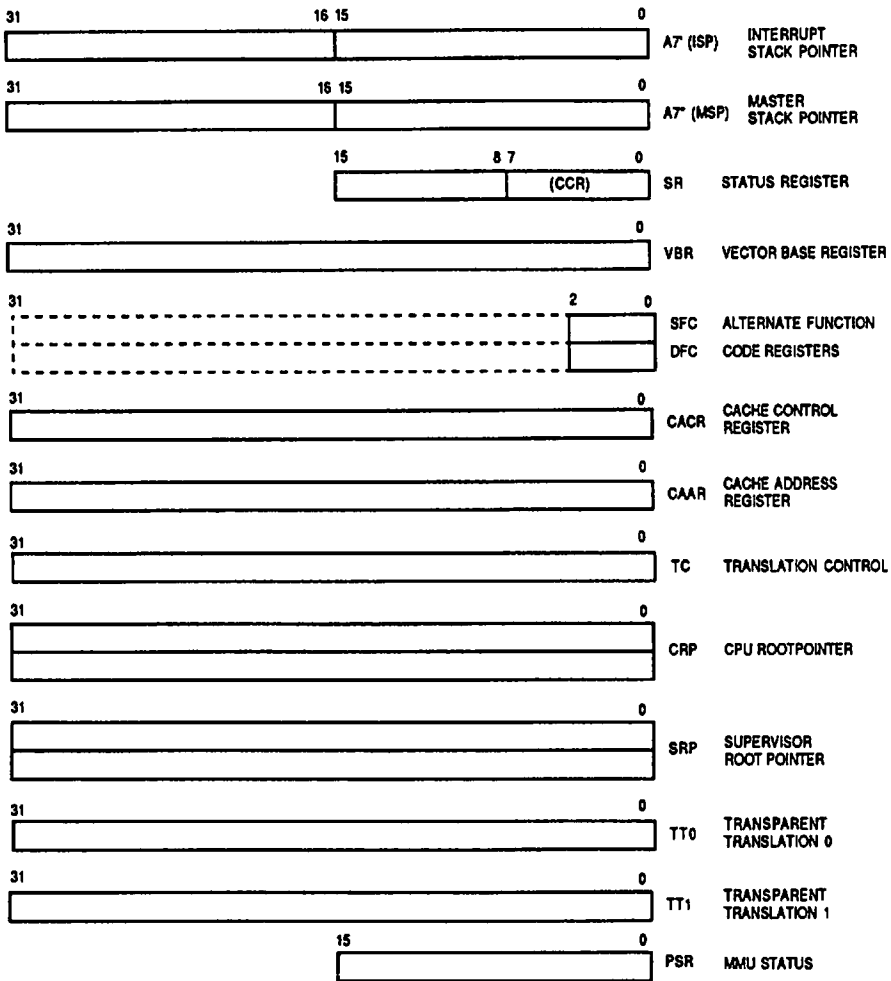 31 16 15 0
A7' (ISP) INTERRUPT
STACK POINTER
31 16 15 0
A7" (MSP) MASTER
STACK POINTER
15 8 7 0
(CCR) SR STATUS REGISTER
31 0
VBR VECTOR BASE REGISTER
31 2 0
SFC ALTERNATE FUNCTION
DFC CODE REGISTERS
31 0
CACR CACHE CONTROL
REGISTER
31 0
CAAR CACHE ADDRESS
REGISTER
31 0
TC TRANSLATION CONTROL
31 0
CRP CPU ROOTPOINTER
31 0
SRP SUPERVISOR
ROOT POINTER
31 0
TT0 TRANSPARENT
TRANSLATION 0
31 0
TT1 TRANSPARENT
TRANSLATION 1
15 0
PSR MMU STATUS